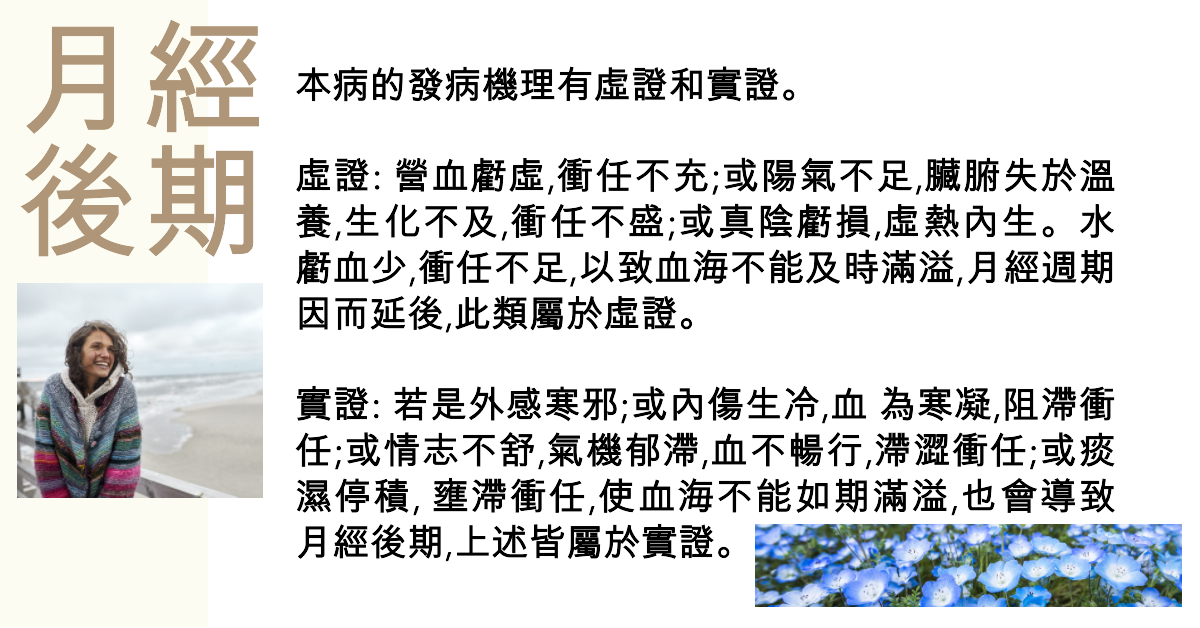 月經
後期
本病的發病機理有虛證和實證。
虛證: 營血虧虛,衝任不充;或陽氣不足,臟腑失於溫
養,生化不及,衝任不盛;或真陰虧損,虛熱內生。水
虧血少,衝任不足,以致血海不能及時滿溢,月經週期
因而延後,此類屬於虛證。
實證: 若是外感寒邪;或內傷生冷,血 為寒凝,阻滯衝
任;或情志不舒,氣機郁滯,血不暢行,滯澀衝任;或痰
濕停積, 壅滯衝任,使血海不能如期滿溢,也會導致
月經後期,上述皆屬於實證。